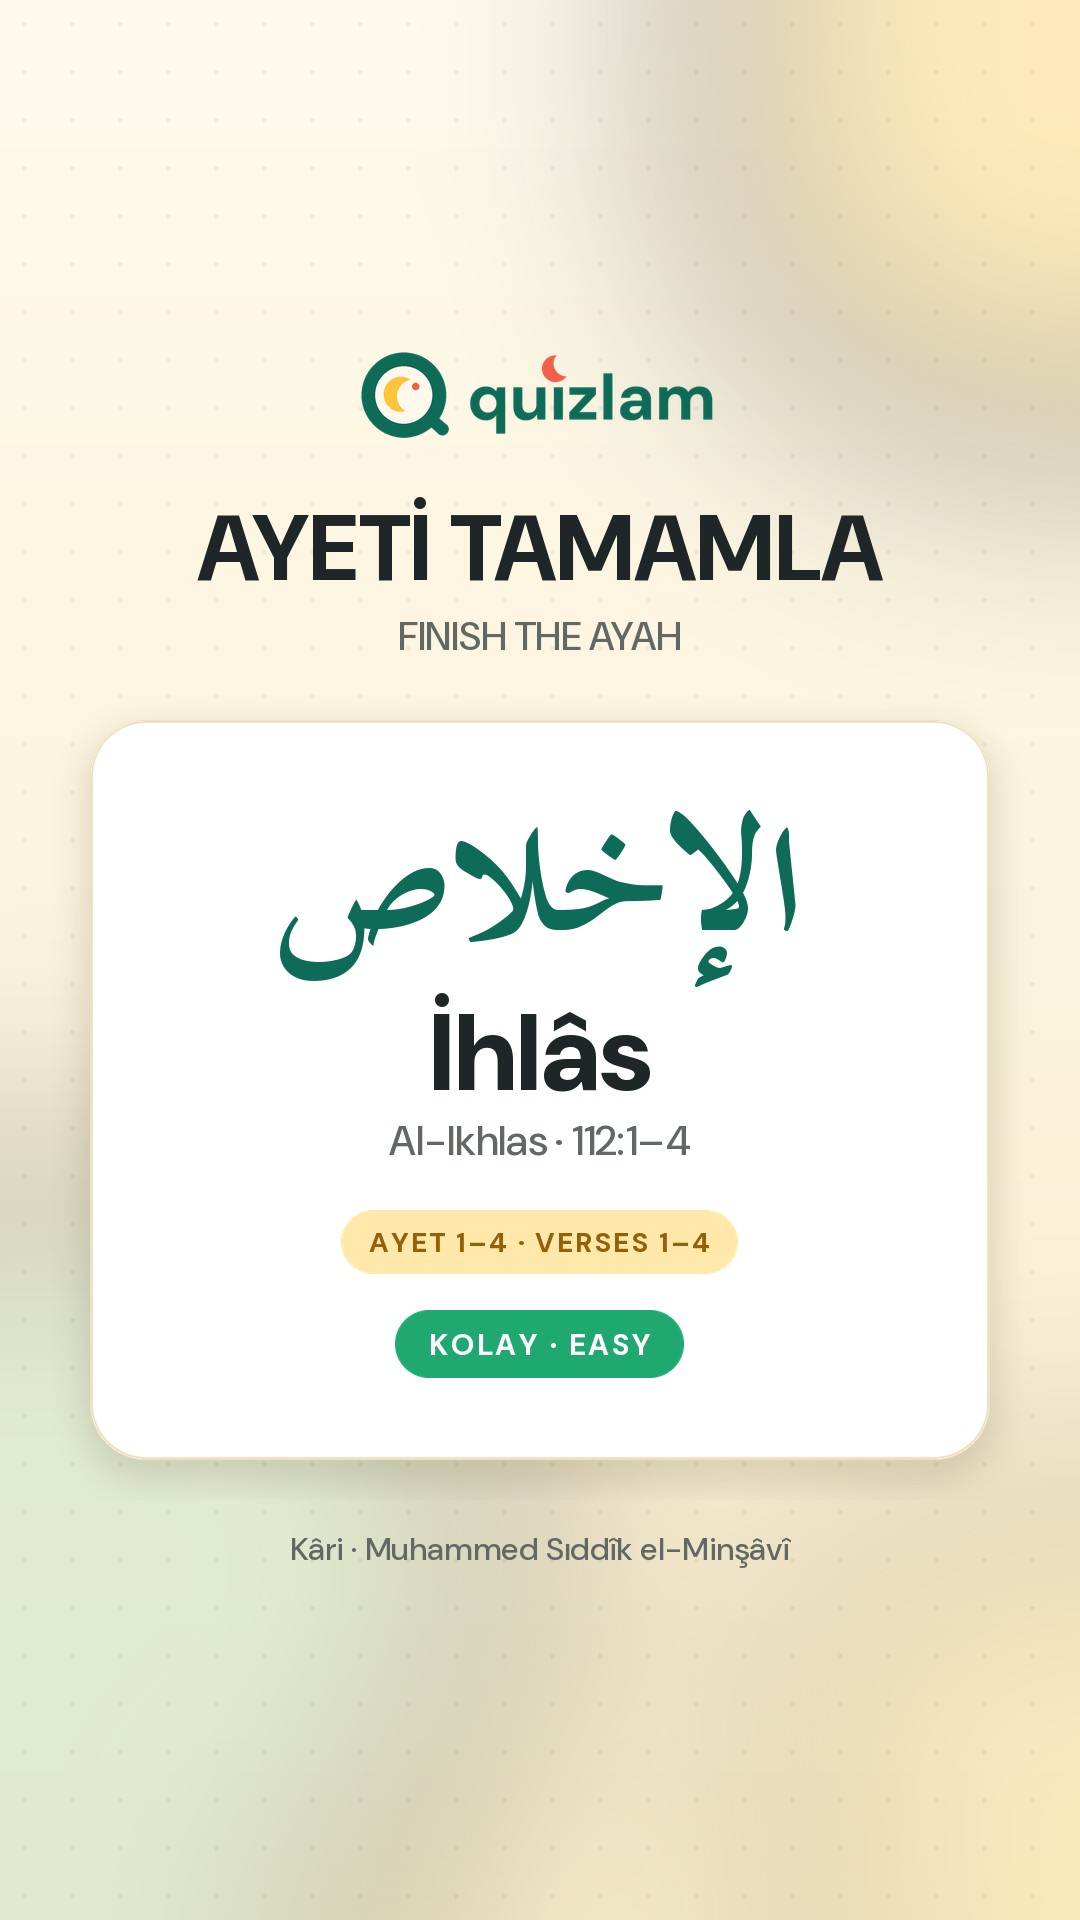 quizlam
AYETİ TAMAMLA
FINISH THE AYAH
الإخلاص
İhlâs
Al-Ikhlas · 112:1–4
AYET 1–4 · VERSES 1–4
KOLAY · EASY
Kâri · Muhammed Sıddîk el-Minşâvî